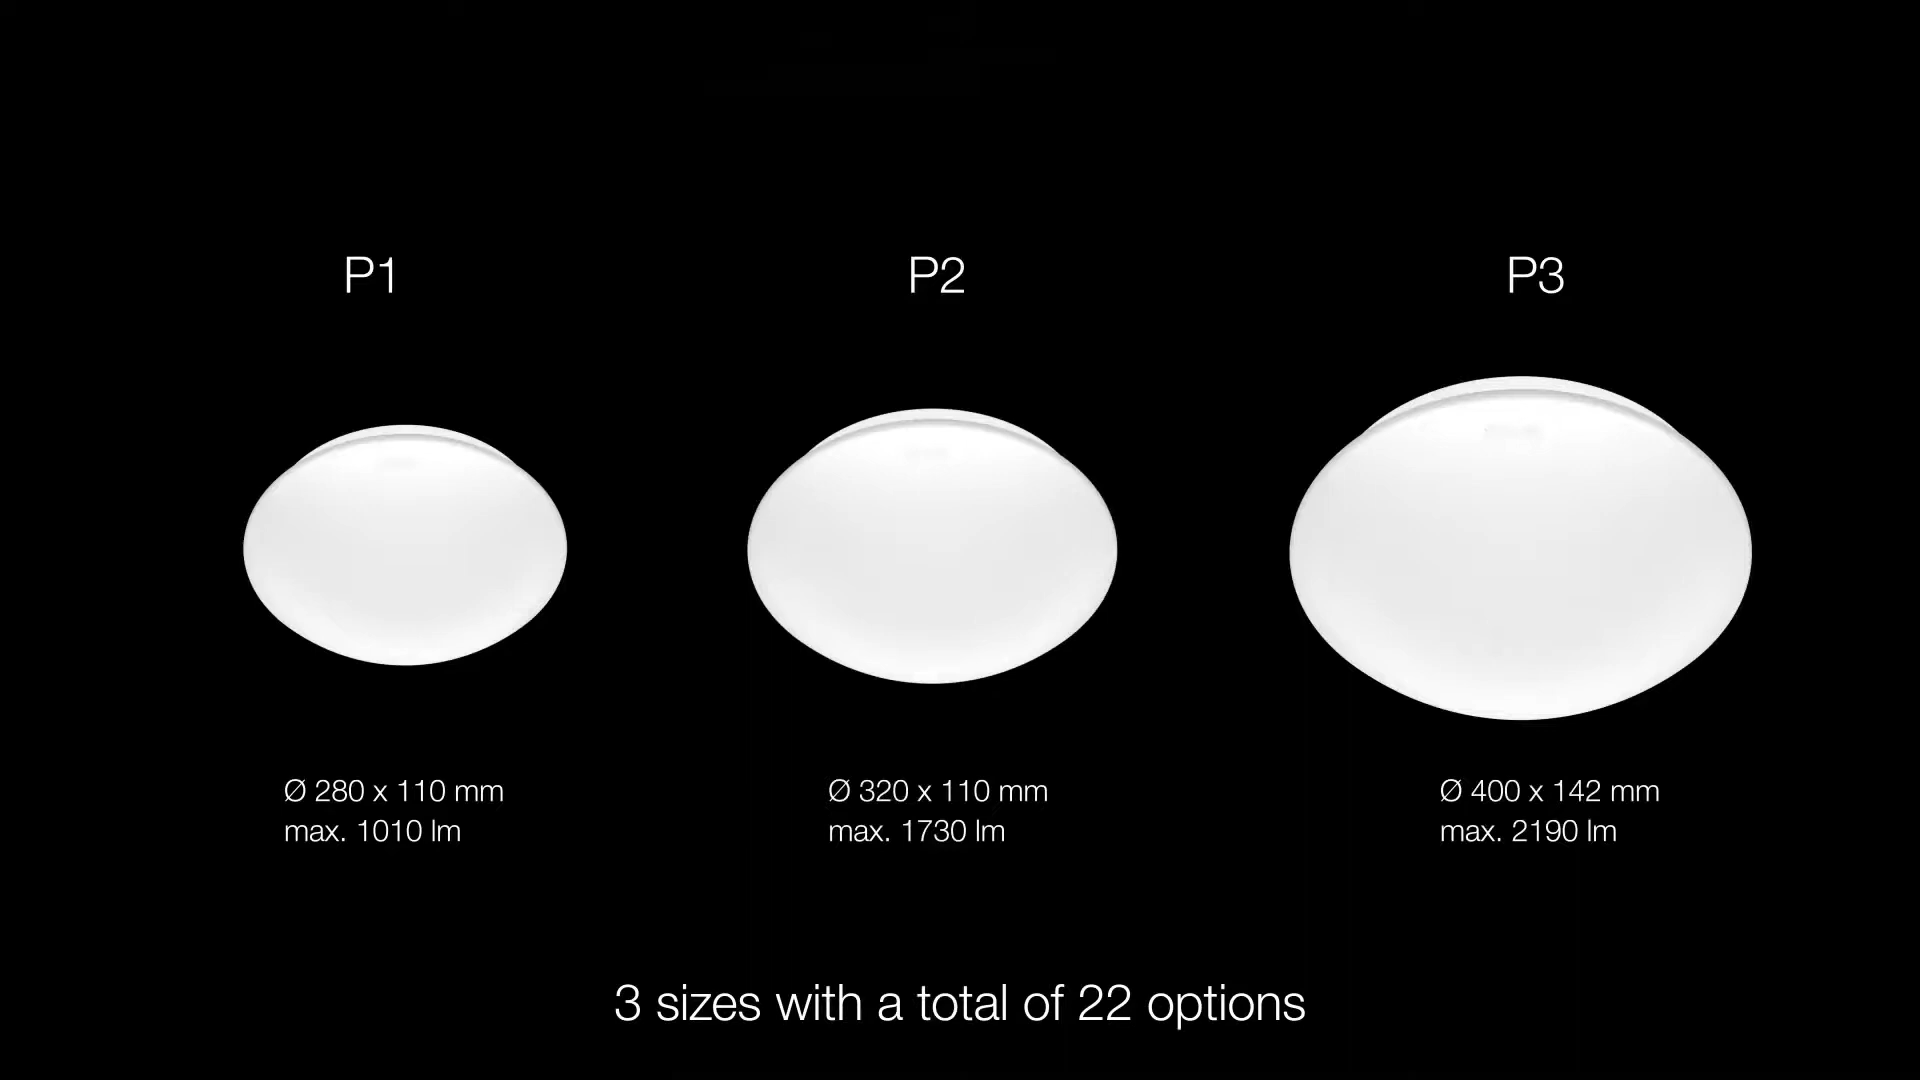 P1
P2
P3
Ø 280 x 110 mm
max. 1010 lm
Ø 320 x 110 mm
max. 1730 lm
Ø 400 x 142 mm
max. 2190 lm
3 sizes with a total of 22 options